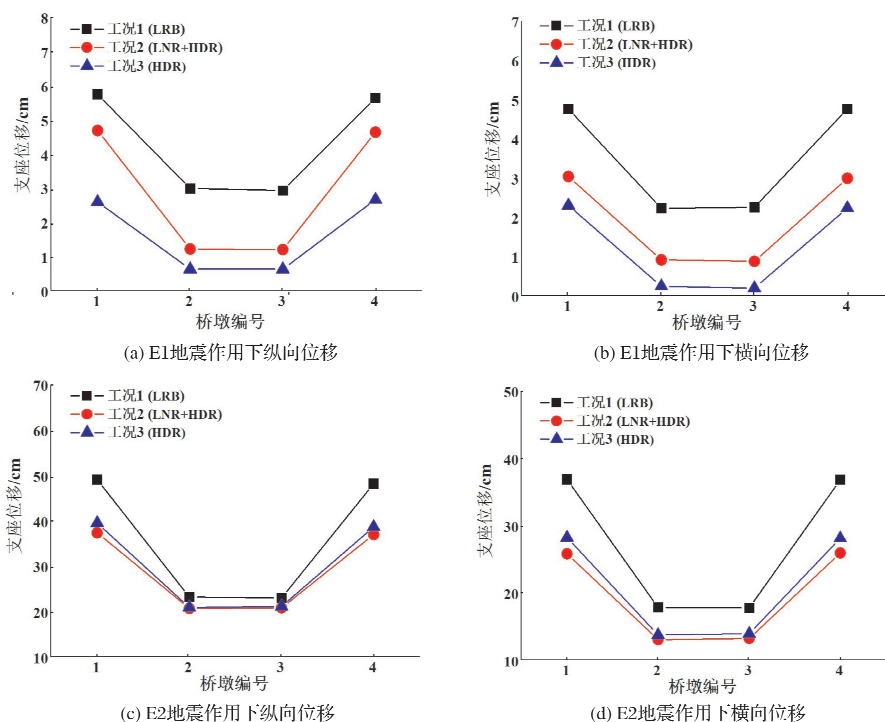 8
7
6
5
4
3
2
1
0
支座位移/cm
工况1 (LRB)
工况2 (LNR+HDR)
工况3 (HDR)
1 2 3 4
桥墩编号
(a) E1地震作用下纵向位移
7
6
5
4
3
2
1
0
支座位移/cm
工况1 (LRB)
工况2 (LNR+HDR)
工况3 (HDR)
1 2 3 4
桥墩编号
(b) E1地震作用下横向位移
70
60
50
40
30
20
10
支座位移/cm
工况1 (LRB)
工况2 (LNR+HDR)
工况3 (HDR)
1 2 3 4
桥墩编号
(c) E2地震作用下纵向位移
50
40
30
20
10
支座位移/cm
工况1 (LRB)
工况2 (LNR+HDR)
工况3 (HDR)
1 2 3 4
桥墩编号
(d) E2地震作用下横向位移